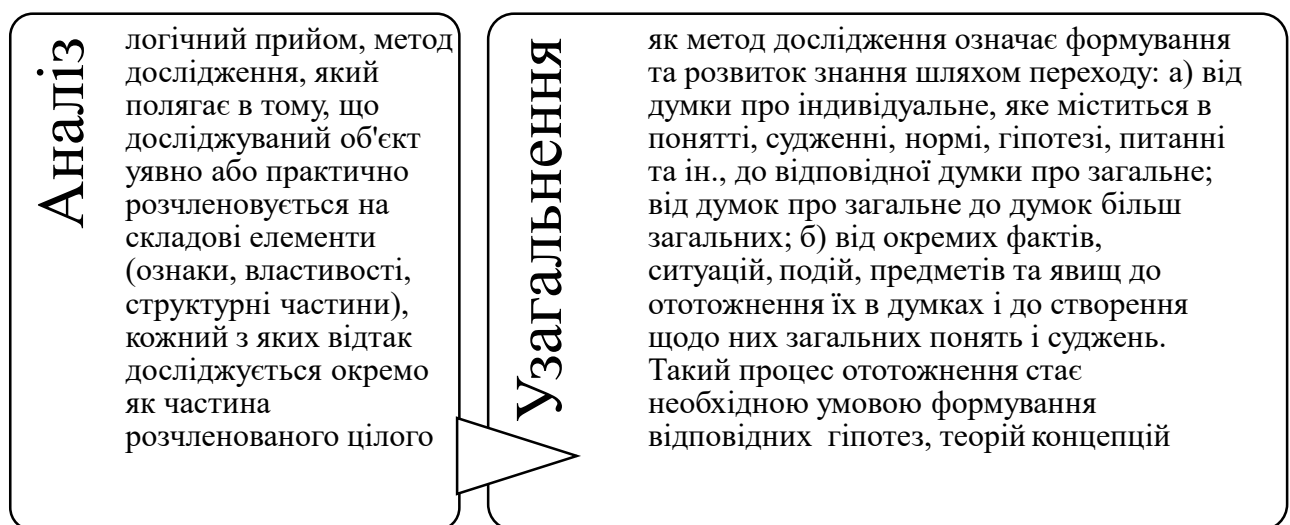 Аналіз
логічний прийом, метод
дослідження, який
полягає в тому, що
досліджуваний об'єкт
уявно або практично
розчленовується на
складові елементи
(ознаки, властивості,
структурні частини),
кожний з яких відтак
досліджується окремо
як частина
розчленованого цілого
Узагальнення
як метод дослідження означає формування
та розвиток знання шляхом переходу: а) від
думки про індивідуальне, яке міститься в
понятті, судженні, нормі, гіпотезі, питанні
та ін., до відповідної думки про загальне;
від думок про загальне до думок більш
загальних; б) від окремих фактів,
ситуацій, подій, предметів та явищ до
ототожнення їх в думках і до створення
щодо них загальних понять і суджень.
Такий процес ототожнення стає
необхідною умовою формування
відповідних гіпотез, теорій концепцій